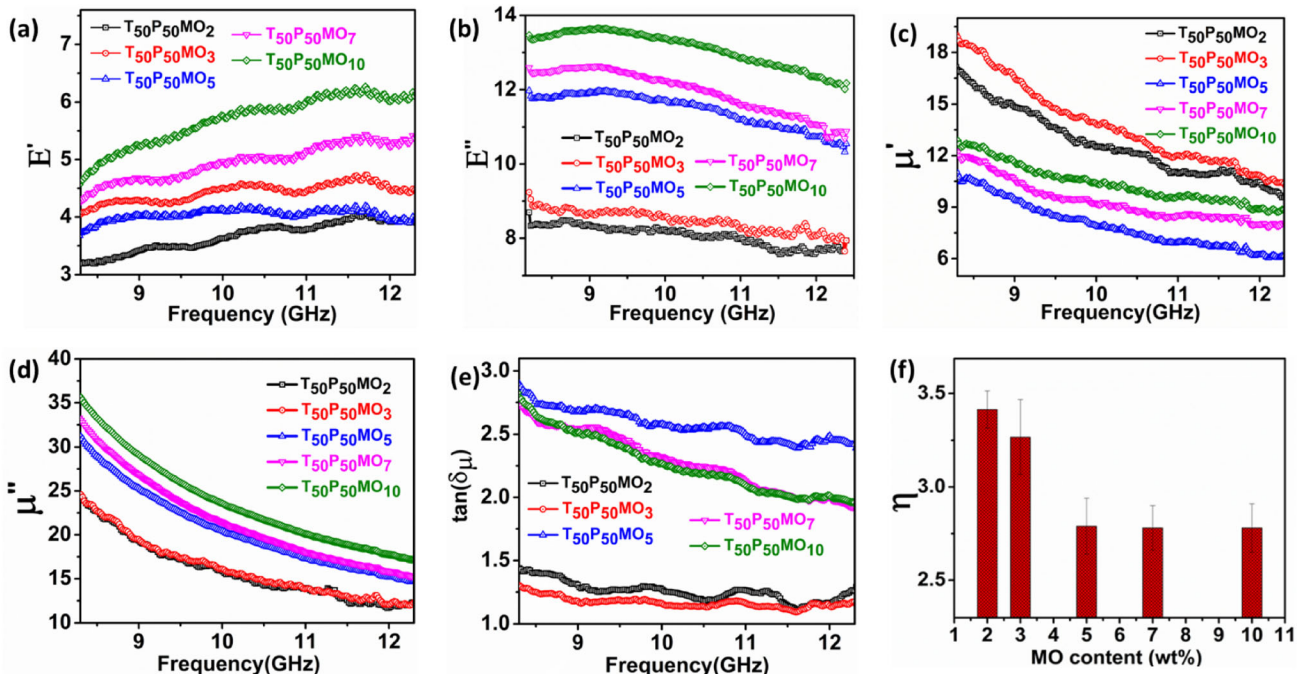 (a)
T50P50MO2
T50P50MO3
T50P50MO5
T50P50MO7
T50P50MO10
7
6
5
4
3
E'
9 10 11 12
Frequency (GHz)
(b)
14
12
10
8
E''
T50P50MO2
T50P50MO3
T50P50MO5
T50P50MO7
T50P50MO10
9 10 11 12
Frequency (GHz)
(c)
18
15
12
9
6
μ'
T50P50MO2
T50P50MO3
T50P50MO5
T50P50MO7
T50P50MO10
9 10 11 12
Frequency(GHz)
(d)
40
35
30
25
20
15
10
μ''
T50P50MO2
T50P50MO3
T50P50MO5
T50P50MO7
T50P50MO10
9 10 11 12
Frequency(GHz)
(e)
3.0
2.5
2.0
1.5
1.0
tan(δμ)
T50P50MO2
T50P50MO3
T50P50MO5
T50P50MO7
T50P50MO10
9 10 11 12
Frequency(GHz)
(f)
3.5
3.0
2.5
η
1 2 3 4 5 6 7 8 9 10 11
MO content (wt%)